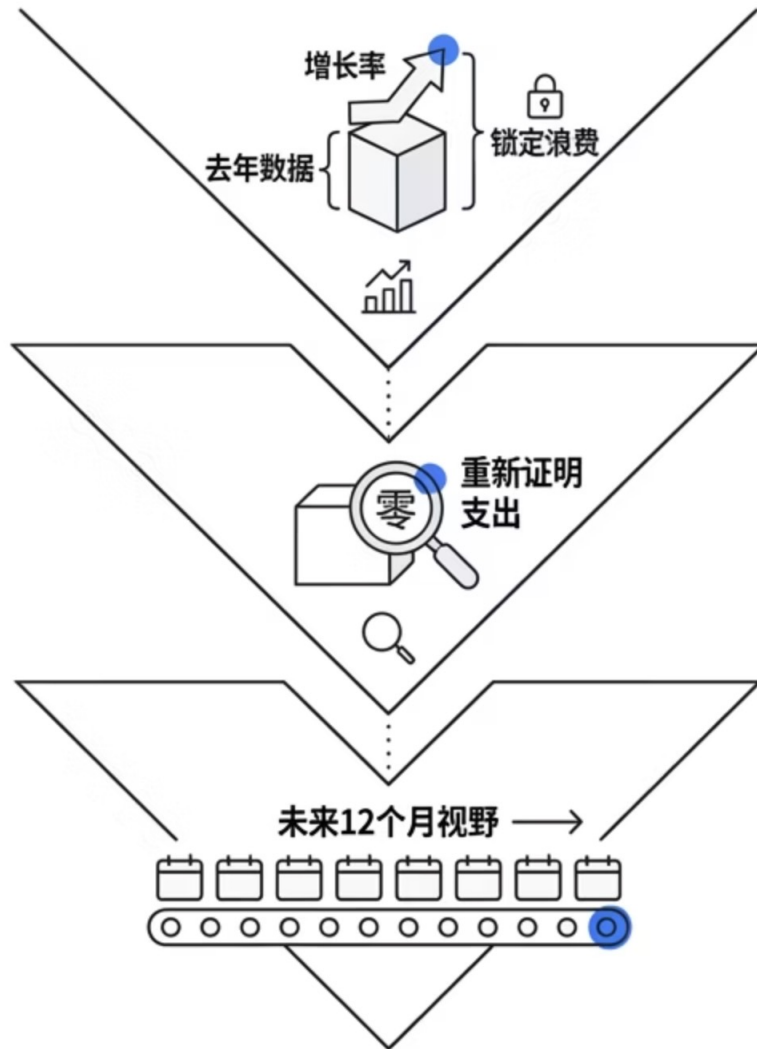 增长率
锁定浪费
去年数据
零
重新证明
支出
未来12个月视野